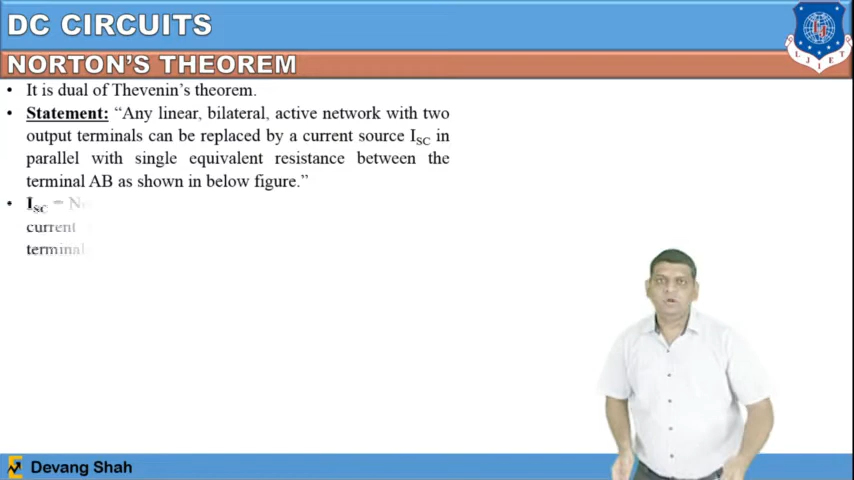 DC CIRCUITS
NORTON'S THEOREM
LJIET
• It is dual of Thevenin's theorem.
• Statement: “Any linear, bilateral, active network with two
output terminals can be replaced by a current source ISC in
parallel with single equivalent resistance between the
terminal AB as shown in below figure.”
• ISC =
current
terminal
Devang Shah